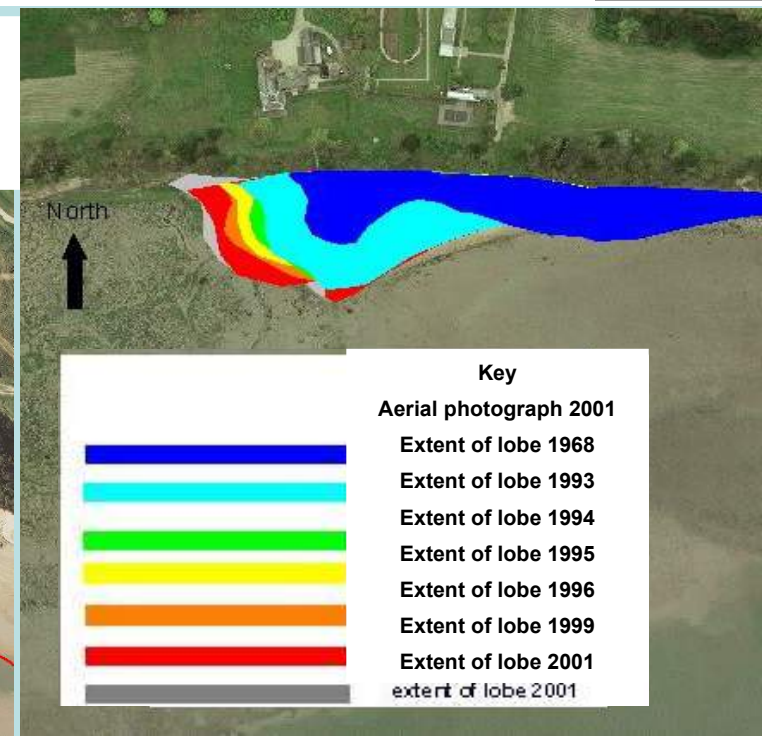 North
Key
Aerial photograph 2001
Extent of lobe 1968
Extent of lobe 1993
Extent of lobe 1994
Extent of lobe 1995
Extent of lobe 1996
Extent of lobe 1999
Extent of lobe 2001
extent of lobe 2001